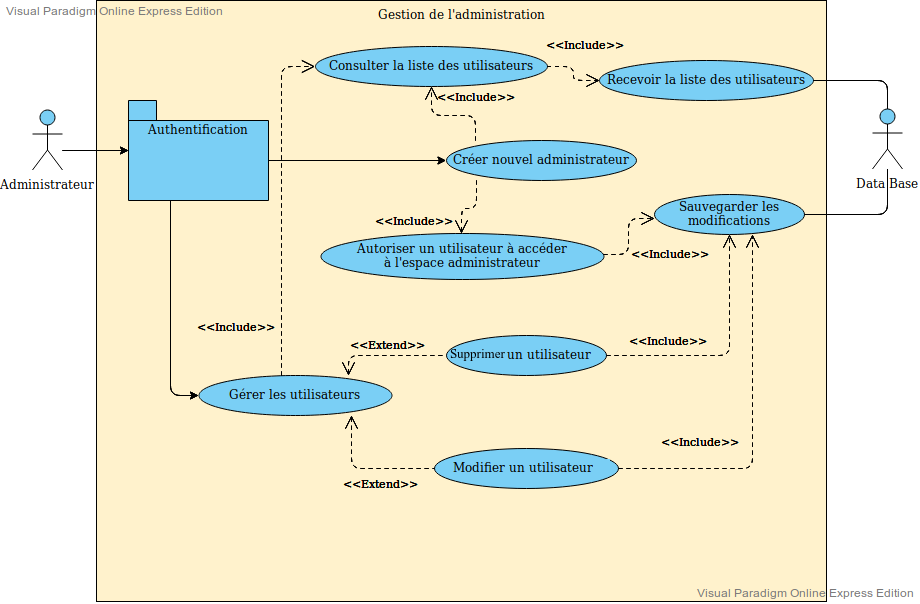 Visual Paradigm Online Express Edition
Gestion de l'administration
<<Include>>
Consulter la liste des utilisateurs
Recevoir la liste des utilisateurs
<<Include>>
Authentification
Créer nouvel administrateur
Administrateur
Data Base
Sauvegarder les
modifications
<<Include>>
Autoriser un utilisateur à accéder
à l'espace administrateur
<<Include>>
<<Include>>
<<Extend>>
<<Include>>
Supprimer un utilisateur
Gérer les utilisateurs
<<Include>>
Modifier un utilisateur
<<Extend>>
Visual Paradigm Online Express Edition